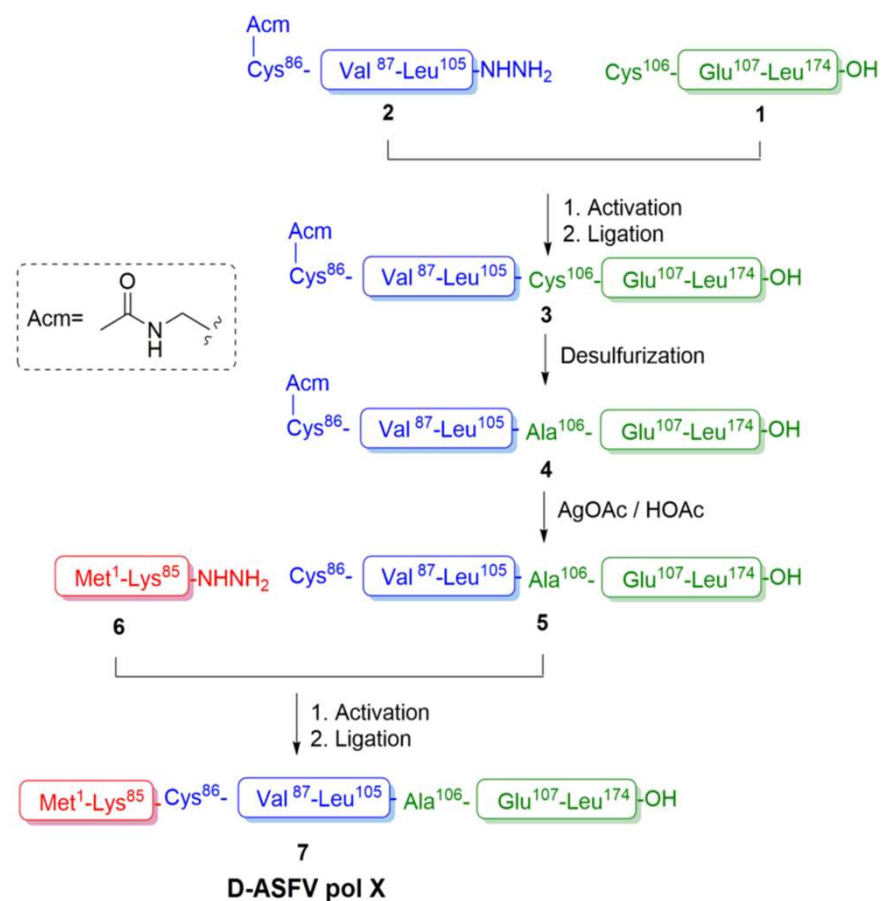 Acm
Cys⁸⁶- Val ⁸⁷-Leu¹⁰⁵ -NHNH₂ Cys¹⁰⁶- Glu¹⁰⁷-Leu¹⁷⁴ -OH
2 1
1. Activation
2. Ligation
Acm
Cys⁸⁶- Val ⁸⁷-Leu¹⁰⁵ - Cys¹⁰⁶- Glu¹⁰⁷-Leu¹⁷⁴ -OH
3
Acm= O N H
Desulfurization
Acm
Cys⁸⁶- Val ⁸⁷-Leu¹⁰⁵ - Ala¹⁰⁶- Glu¹⁰⁷-Leu¹⁷⁴ -OH
4
AgOAc / HOAc
Met¹-Lys⁸⁵ -NHNH₂ Cys⁸⁶- Val ⁸⁷-Leu¹⁰⁵ - Ala¹⁰⁶- Glu¹⁰⁷-Leu¹⁷⁴ -OH
6 5
1. Activation
2. Ligation
Met¹-Lys⁸⁵ - Cys⁸⁶- Val ⁸⁷-Leu¹⁰⁵ - Ala¹⁰⁶- Glu¹⁰⁷-Leu¹⁷⁴ -OH
7
D-ASFV pol X